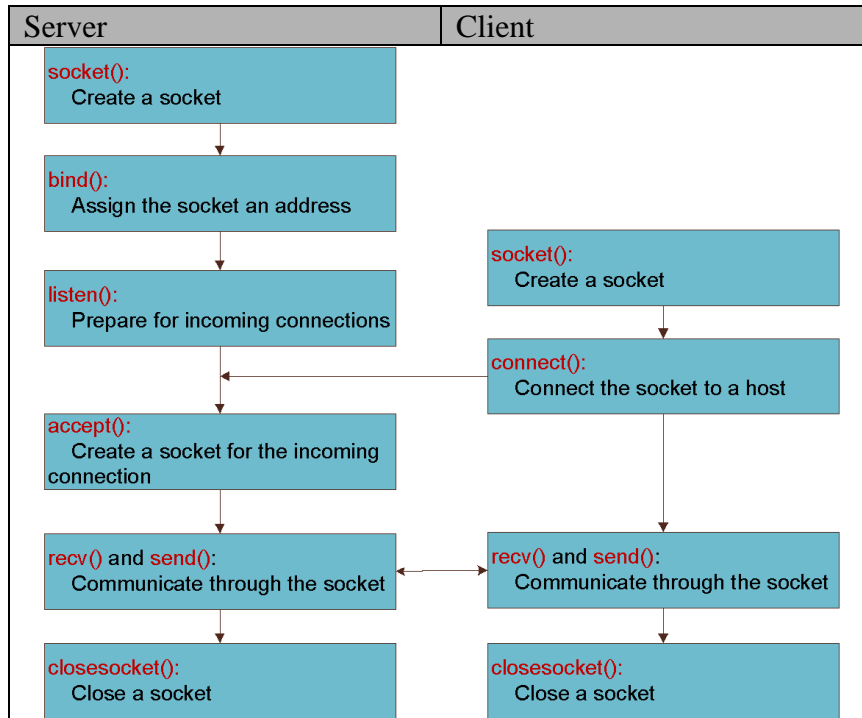 Server
Client
socket():
Create a socket
bind():
Assign the socket an address
listen():
Prepare for incoming connections
accept():
Create a socket for the incoming
connection
recv() and send():
Communicate through the socket
closesocket():
Close a socket
socket():
Create a socket
connect():
Connect the socket to a host
recv() and send():
Communicate through the socket
closesocket():
Close a socket